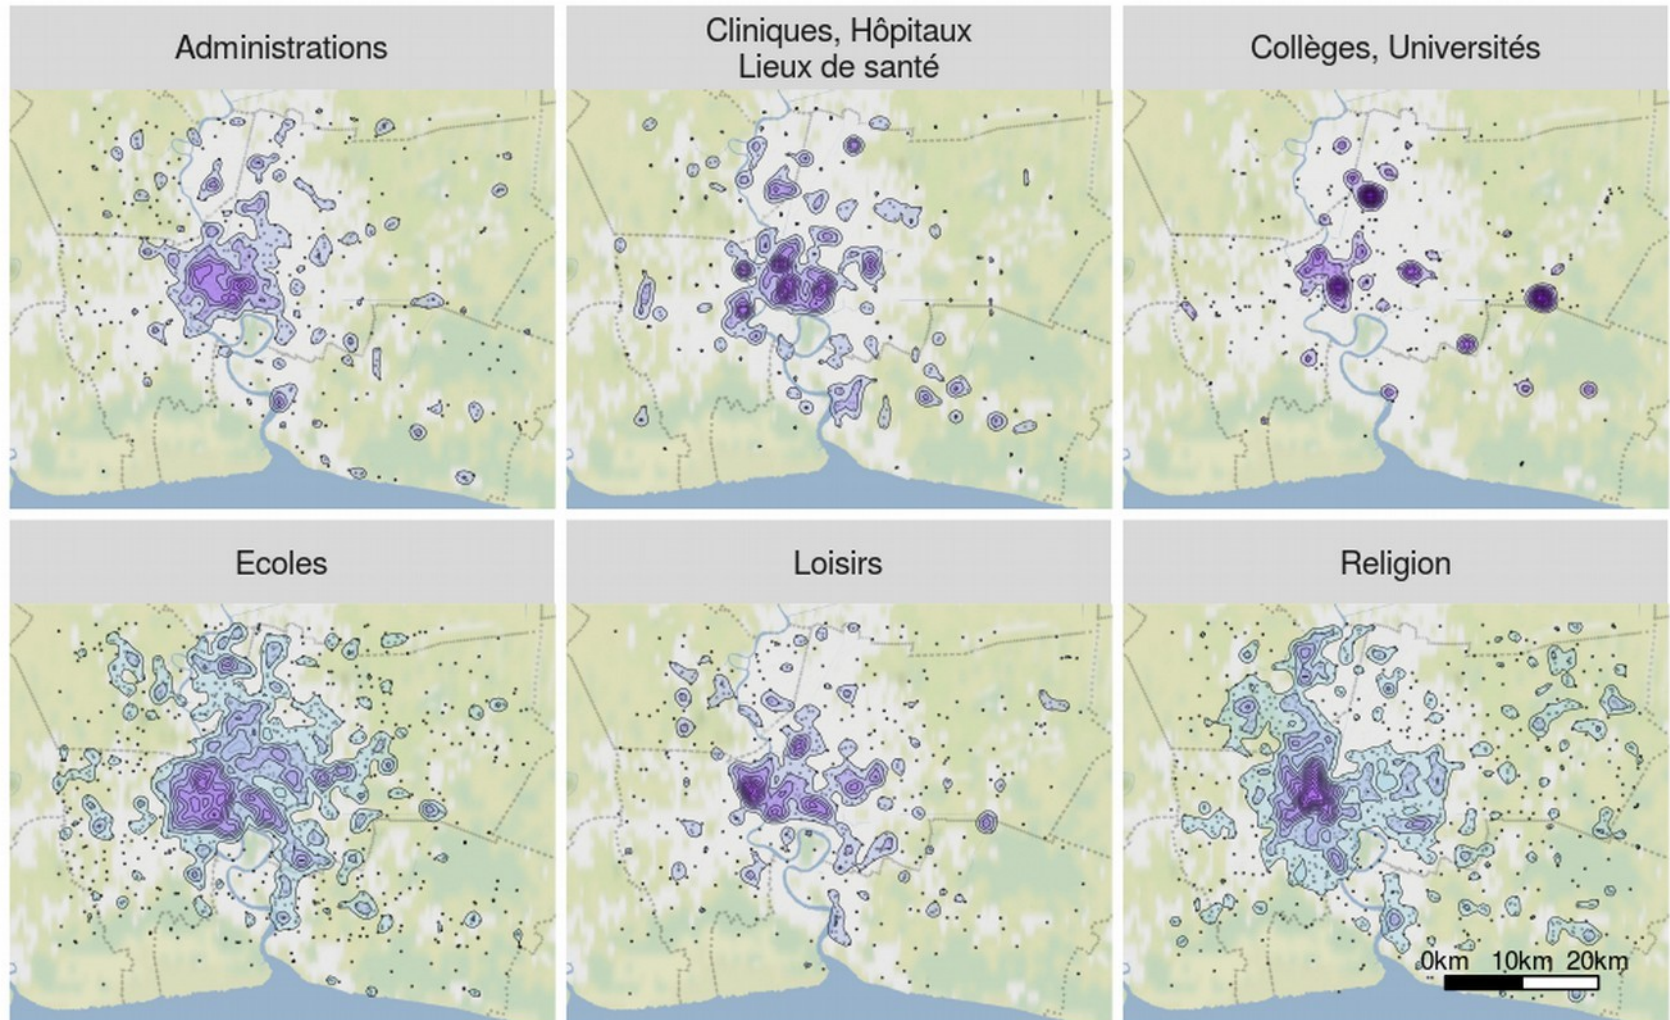 Administrations
Cliniques, Hôpitaux
Lieux de santé
Collèges, Universités
Ecoles
Loisirs
Religion
0km 10km 20km